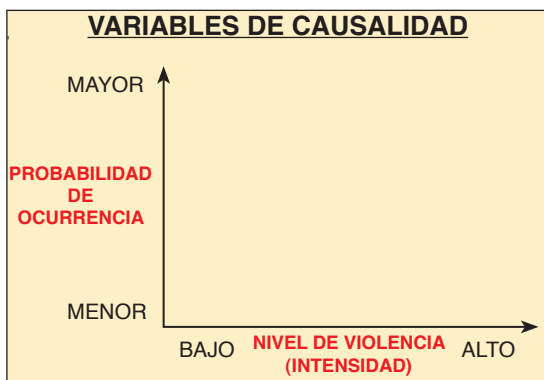 VARIABLES DE CAUSALIDAD
MAYOR
PROBABILIDAD
DE
OCURRENCIA
MENOR
BAJO NIVEL DE VIOLENCIA ALTO
(INTENSIDAD)